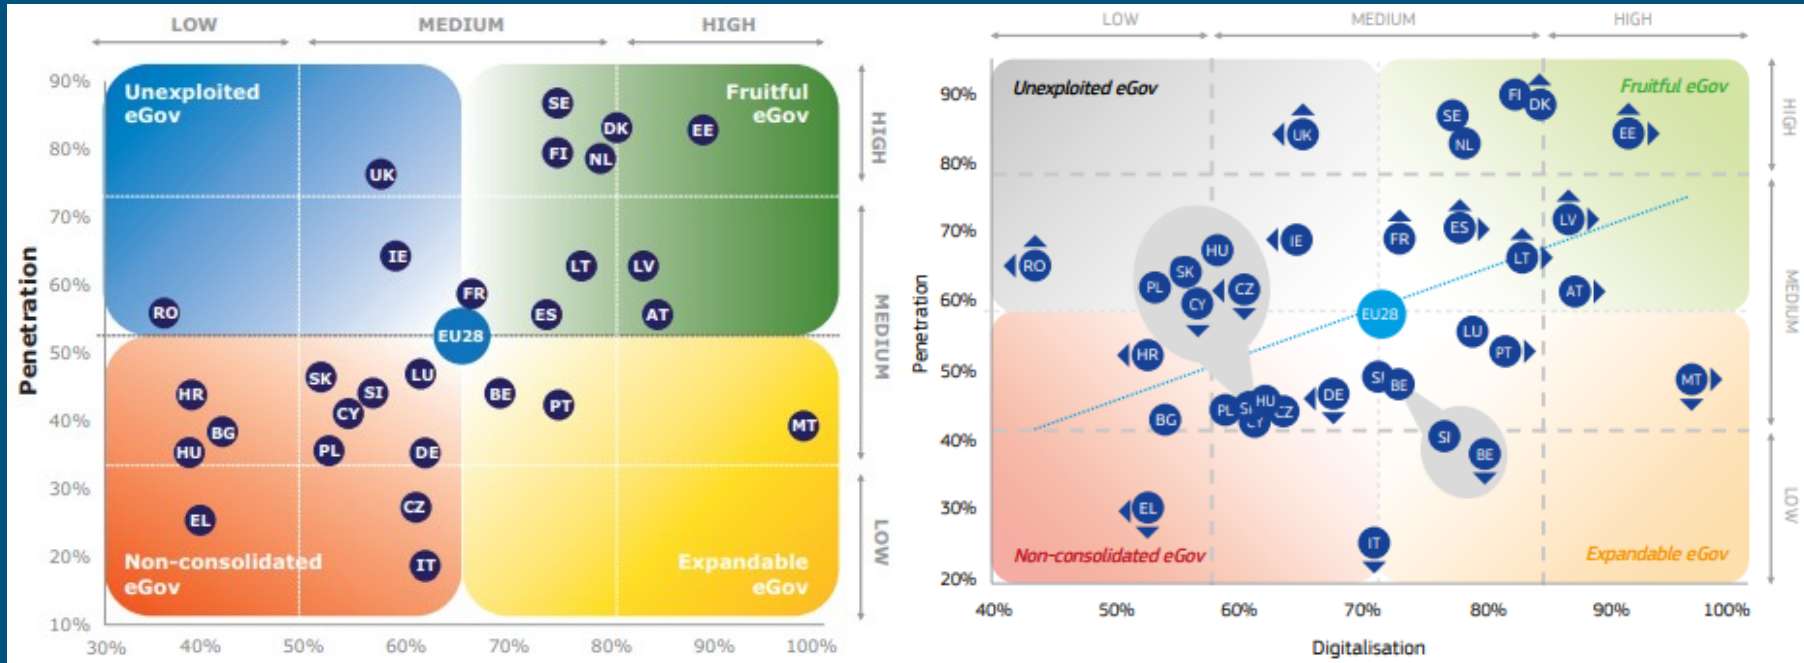 LOW MEDIUM HIGH
90%
80%
70%
60%
50%
40%
30%
20%
10%
Penetration
Unexploited
eGov
Fruitful
eGov
SE
DK
EE
FI
NL
UK
IE
LT
LV
FR
RO
ES
AT
EU28
LU
SK
SI
HR
BE
CY
PT
BG
MT
HU
PL
DE
CZ
EL
IT
Non-consolidated
eGov
Expandable
eGov
HIGH
MEDIUM
LOW
30% 40% 50% 60% 70% 80% 90% 100%
LOW MEDIUM HIGH
90%
80%
70%
60%
50%
40%
30%
20%
Penetration
Unexploited eGov
Fruitful eGov
FI
DK
SE
UK
EE
NL
LV
ES
FR
IE
HU
LT
RO
SK
PL
CZ
AT
CY
EU28
LU
HR
PT
SI
BE
MT
DE
HU
PL
CZ
CY
BG
SI
BE
EL
IT
Non-consolidated eGov
Expandable eGov
HIGH
MEDIUM
LOW
40% 50% 60% 70% 80% 90% 100%
Digitalisation